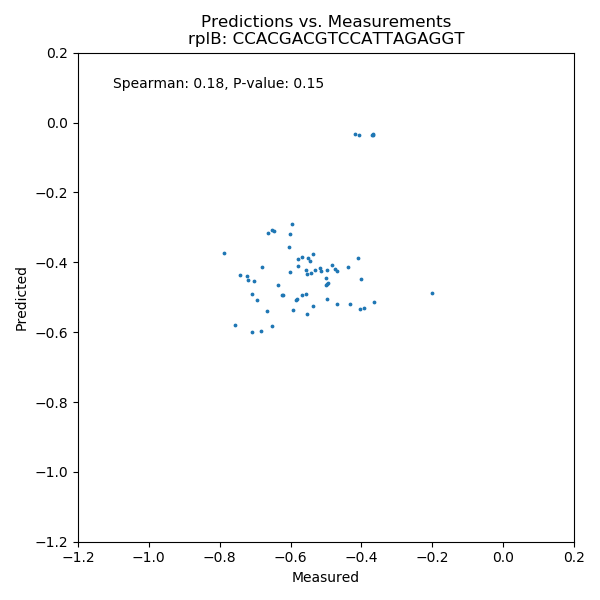 Predictions vs. Measurements
rplB: CCACGACGTCCATTAGAGGT
Spearman: 0.18, P-value: 0.15
Predicted
0.2
0.0
−0.2
−0.4
−0.6
−0.8
−1.0
−1.2
−1.2 −1.0 −0.8 −0.6 −0.4 −0.2 0.0 0.2
Measured